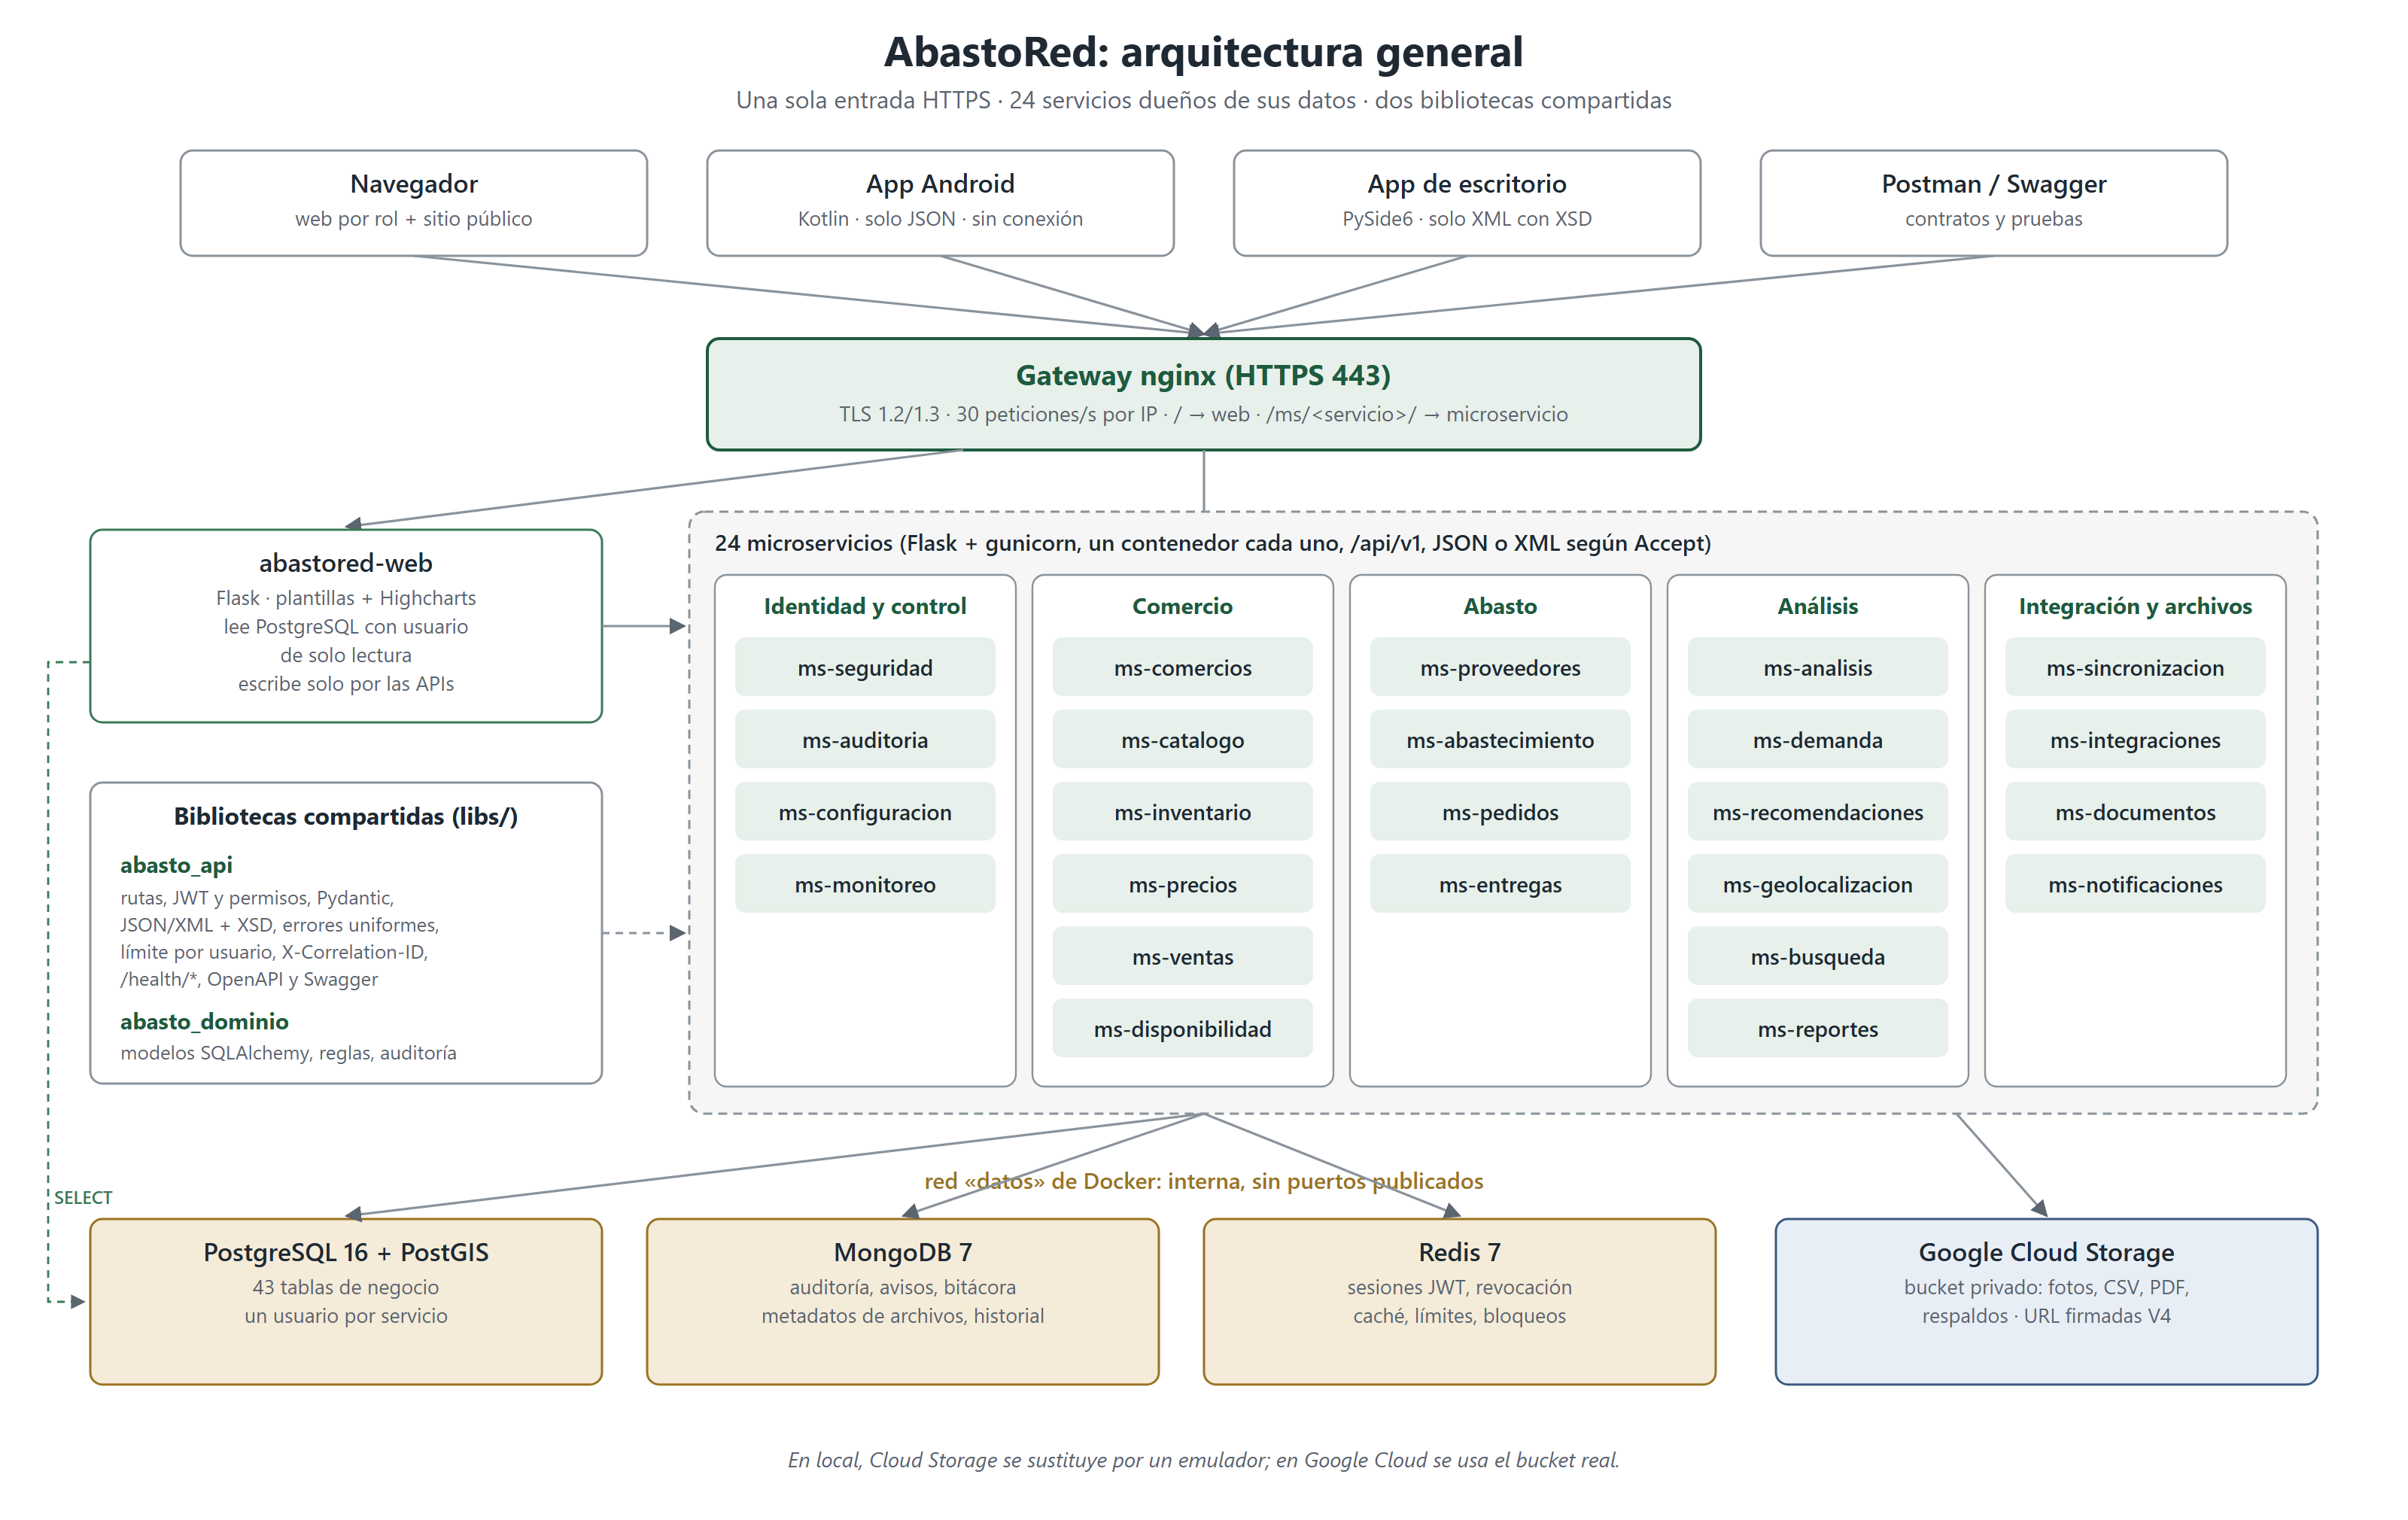 AbastoRed: arquitectura general
Una sola entrada HTTPS · 24 servicios dueños de sus datos · dos bibliotecas compartidas
Navegador
web por rol + sitio público
App Android
Kotlin · solo JSON · sin conexión
App de escritorio
PySide6 · solo XML con XSD
Postman / Swagger
contratos y pruebas
Gateway nginx (HTTPS 443)
TLS 1.2/1.3 · 30 peticiones/s por IP · / → web · /ms/<servicio>/ → microservicio
abastored-web
Flask · plantillas + Highcharts
lee PostgreSQL con usuario
de solo lectura
escribe solo por las APIs
Bibliotecas compartidas (libs/)
abasto_api
rutas, JWT y permisos, Pydantic,
JSON/XML + XSD, errores uniformes,
límite por usuario, X-Correlation-ID,
/health/*, OpenAPI y Swagger
abasto_dominio
modelos SQLAlchemy, reglas, auditoría
24 microservicios (Flask + gunicorn, un contenedor cada uno, /api/v1, JSON o XML según Accept)
Identidad y control
ms-seguridad
ms-auditoria
ms-configuracion
ms-monitoreo
Comercio
ms-comercios
ms-catalogo
ms-inventario
ms-precios
ms-ventas
ms-disponibilidad
Abasto
ms-proveedores
ms-abastecimiento
ms-pedidos
ms-entregas
Análisis
ms-analisis
ms-demanda
ms-recomendaciones
ms-geolocalizacion
ms-busqueda
ms-reportes
Integración y archivos
ms-sincronizacion
ms-integraciones
ms-documentos
ms-notificaciones
red «datos» de Docker: interna, sin puertos publicados
SELECT
PostgreSQL 16 + PostGIS
43 tablas de negocio
un usuario por servicio
MongoDB 7
auditoría, avisos, bitácora
metadatos de archivos, historial
Redis 7
sesiones JWT, revocación
caché, límites, bloqueos
Google Cloud Storage
bucket privado: fotos, CSV, PDF,
respaldos · URL firmadas V4
En local, Cloud Storage se sustituye por un emulador; en Google Cloud se usa el bucket real.